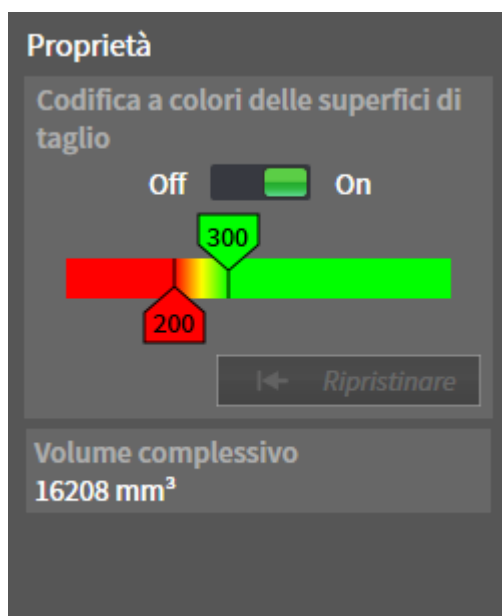 Proprietà
Codifica a colori delle superfici di
taglio
Off On
300
200
Ripristinare
Volume complessivo
16208 mm³